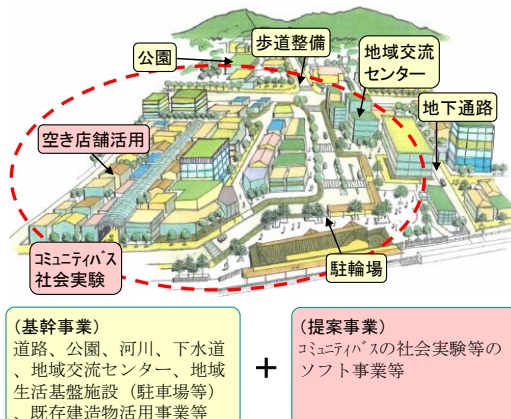 公園
歩道整備
地域交流
センター
地下通路
空き店舗活用
ｺﾐｭﾆﾃｨﾊﾞｽ
社会実験
駐輪場
(基幹事業)
道路、公園、河川、下水道
、地域交流センター、地域
生活基盤施設（駐車場等）
、既存建造物活用事業等
＋
(提案事業)
ｺﾐｭﾆﾃｨﾊﾞｽの社会実験等の
ソフト事業等